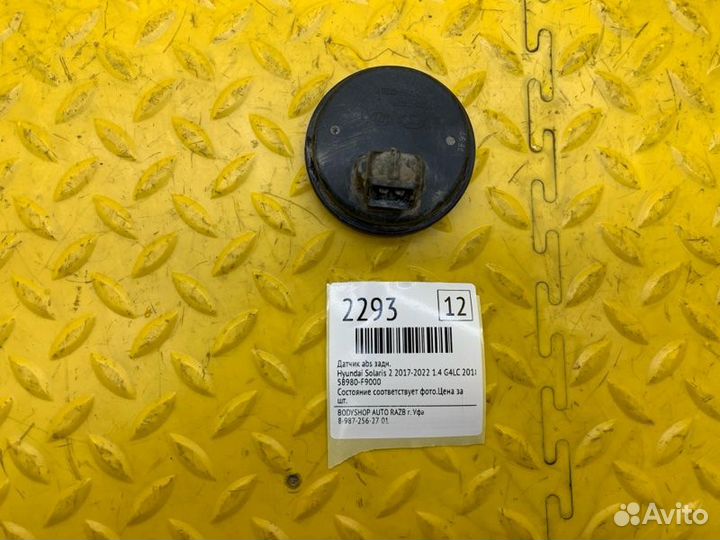 2293
12
Датчик abs задн.
Hyundai Solaris 2 2017-2022 1.4 G4LC 2018
58980-F9000
Состояние соответствует фото.Цена за
шт.
BODYSHOP AUTO RAZB г. Уфа
8-987-256-27 01
Avito